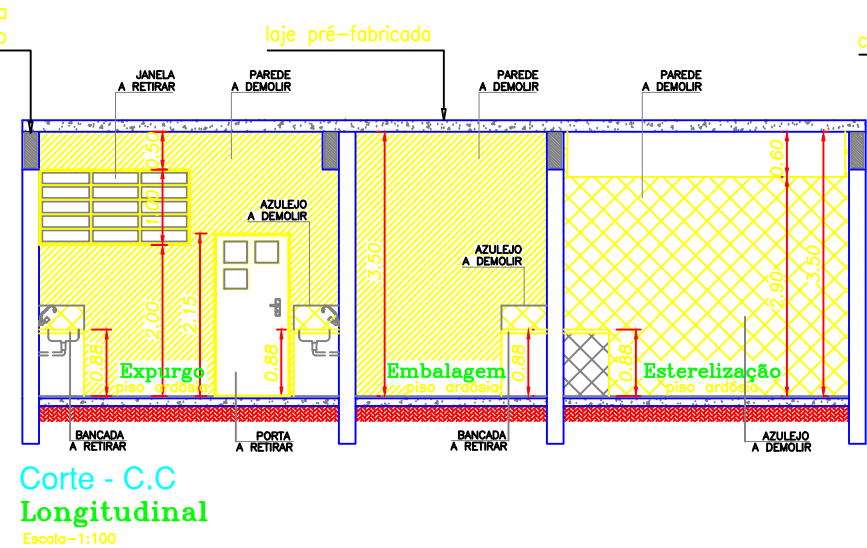 laje pré-fabricada
JANELA
A RETIRAR
PAREDE
A DEMOLIR
PAREDE
A DEMOLIR
PAREDE
A DEMOLIR
0.50
0.60
1.00
AZULEJO
A DEMOLIR
AZULEJO
A DEMOLIR
3.50
2.90
3.50
2.00
2.15
0.88
0.88
0.88
0.88
Expurgo
piso ardósia
Embalagem
piso ardósia
Esterelização
piso ardósia
BANCADA
A RETIRAR
PORTA
A RETIRAR
BANCADA
A RETIRAR
AZULEJO
A DEMOLIR
Corte - C.C
Longitudinal
Escala-1:100